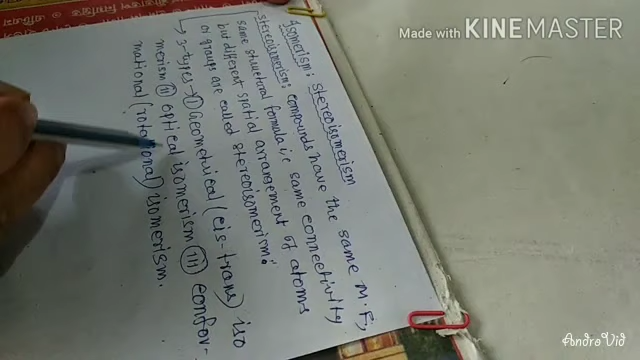 Made with KINEMASTER
Isomerism: stereoisomerism
stereoisomerism: compounds have the same M.F,
same structural formula i.e same connectivity
but different spatial arrangement of atoms
or groups are called stereoisomerism:
→ 3-types → (i) Geometrical (cis-trans) iso
merism (ii) optical isomerism (iii) confor-
mational (rotational) isomerism.
AndroVid